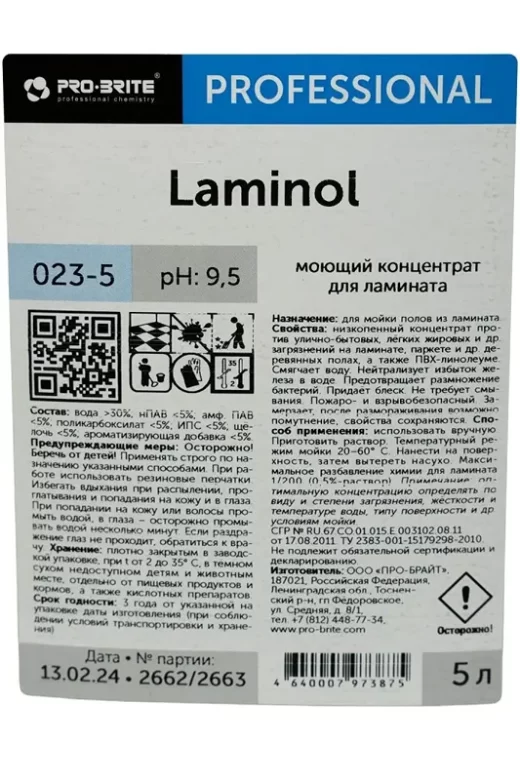 PRO-BRITE®
professional chemistry
PROFESSIONAL
Laminol
023-5
pH: 9,5
моющий концентрат
для ламината
35
2
Состав: вода >30%, нПАВ <5%, амф. ПАВ
<5%, поликарбоксилат <5%, ИПС <5%, ще-
лочь <5%, ароматизирующая добавка <5%
Предупреждающие меры: Осторожно!
Беречь от детей! Применять строго по на-
значению указанными способами. При ра-
боте использовать резиновые перчатки.
Избегать вдыхания при распылении, про-
глатывания и попадания на кожу и в глаза.
При попадании на кожу или волосы про-
мыть водой, в глаза – осторожно промы-
вать водой несколько минут. Если раздра-
жение глаз не проходит, обратиться к вра-
чу. Хранение: плотно закрытым в заводс-
кой упаковке, при t от 2 до 35° С, в темном
сухом недоступном детям и животным
месте, отдельно от пищевых продуктов и
кормов, а также кислотных препаратов.
Срок годности: 3 года от указанной на
упаковке даты изготовления (при соблю-
дении условий транспортировки и хране-
ния)
Назначение: для мойки полов из ламината.
Свойства: низкопенный концентрат про-
тив улично-бытовых, лёгких жировых и др.
загрязнений на ламинате, паркете и др. де-
ревянных полах, а также ПВХ-линолеуме.
Смягчает воду. Нейтрализует избыток же-
леза в воде. Предотвращает размножение
бактерий. Придает блеск. Не требует смы-
вания. Пожаро- и взрывобезопасный. За-
мерзает, после размораживания возможно
помутнение, свойства сохраняются. Спо-
соб применения: использовать вручную
Приготовить раствор. Температурный ре-
жим мойки 20–60° С. Нанести на поверх-
ность, затем вытереть насухо. Макси-
мальное разбавление химии для ламината
1/200 (0,5%-раствор). Примечание: оп-
тимальную концентрацию определять по
виду и степени загрязнения, жесткости и
температуре воды, типу поверхности и др
условиям мойки
СГР № RU.67.CO.01.015.E.003102.08.11
от 17.08.2011. ТУ 2383-001-15179298-2010.
Не подлежит обязательной сертификации и
декларированию
Изготовитель: ООО «ПРО-БРАЙТ»,
187021, Российская Федерация,
Ленинградская обл., Тоснен-
ский р-н, гп Фёдоровское,
ул. Средняя, д. 8/1,
тел. +7 (812) 448-77-34,
www.pro-brite.com
Осторожно!
Дата • № партии:
13.02.24 • 2662/2663
4 640007 973875
5 л